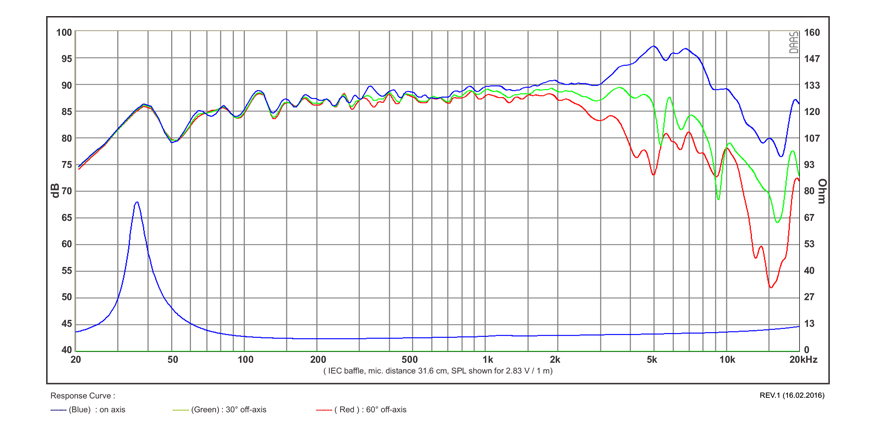 100 160
DAAS
95 147
90 133
85 120
80 107
75 93
70 80
dB Ohm
65 67
60 53
55 40
50 27
45 13
40 0
20 50 100 200 500 1k 2k 5k 10k 20kHz
( IEC baffle, mic. distance 31.6 cm, SPL shown for 2.83 V / 1 m)
Response Curve : REV.1 (16.02.2016)
(Blue) : on axis (Green) : 30° off-axis ( Red ) : 60° off-axis